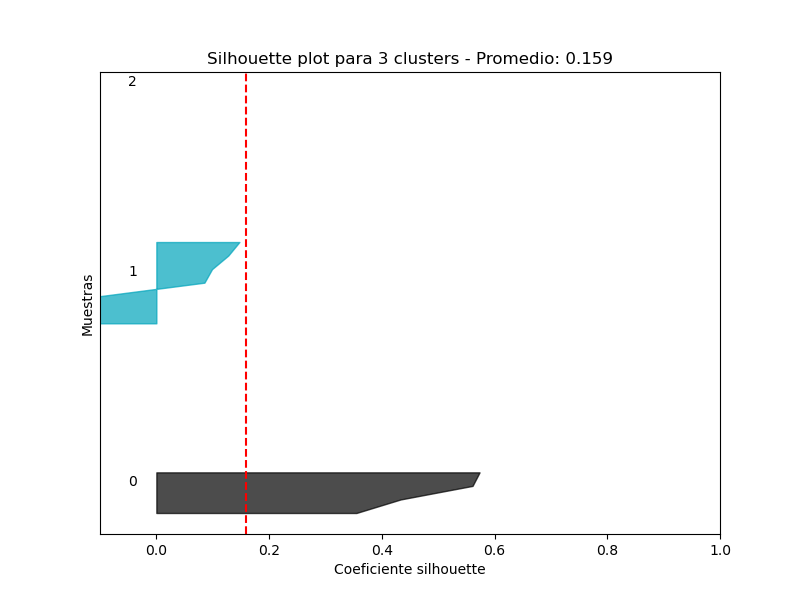 Silhouette plot para 3 clusters - Promedio: 0.159
2
1
0
Muestras
0.0 0.2 0.4 0.6 0.8 1.0
Coeficiente silhouette